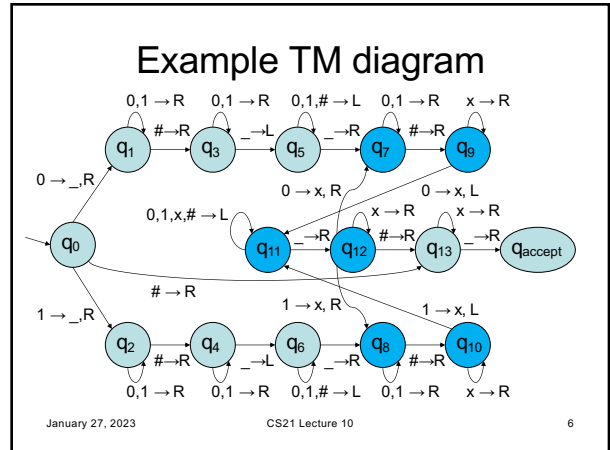 Example TM diagram
0,1 → R
0,1 → R
0,1,# → L
0,1 → R
x → R
q1
#→R
q3
_→L
q5
_→R
q7
#→R
q9
0 → _,R
0 → x, R
0 → x, L
0,1,x,# → L
x → R
x → R
q0
q11
_→R
q12
#→R
q13
_→R
qaccept
# → R
1 → _,R
1 → x, R
1 → x, L
q2
#→R
q4
_→L
q6
_→R
q8
#→R
q10
0,1 → R
0,1 → R
0,1,# → L
0,1 → R
x → R
January 27, 2023
CS21 Lecture 10
6